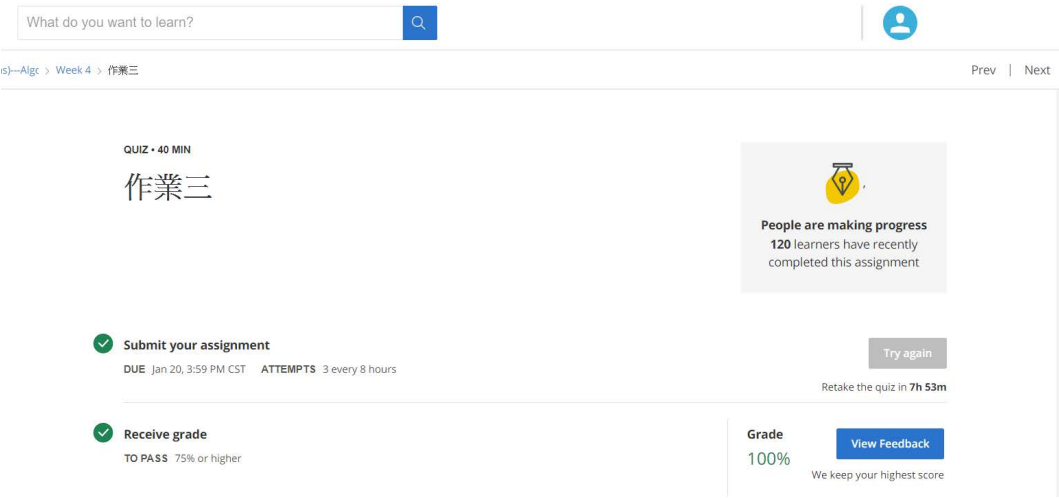 What do you want to learn?
is)---Algc > Week 4 > 作業三
Prev | Next
QUIZ • 40 MIN
作業三
People are making progress
120 learners have recently
completed this assignment
Submit your assignment
DUE Jan 20, 3:59 PM CST ATTEMPTS 3 every 8 hours
Try again
Retake the quiz in 7h 53m
Receive grade
TO PASS 75% or higher
Grade
100%
View Feedback
We keep your highest score